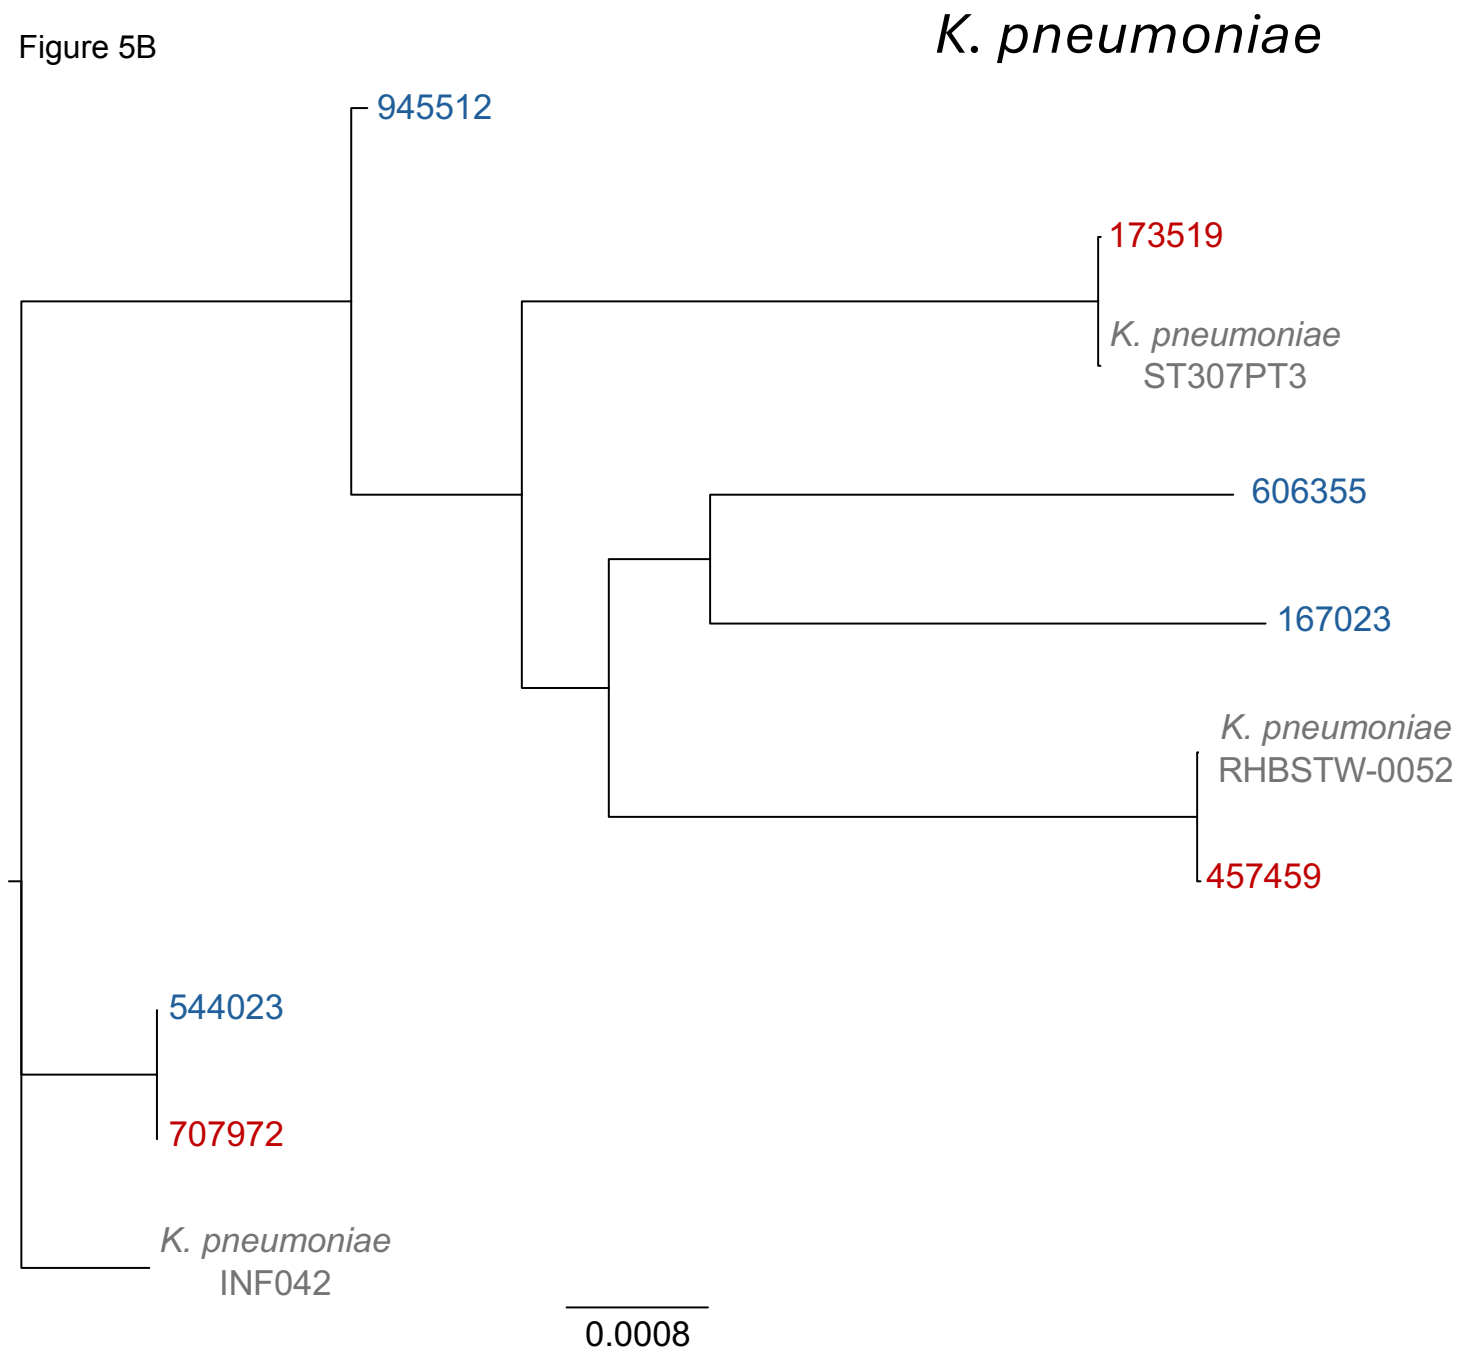 Figure 5B
K. pneumoniae
945512
173519
K. pneumoniae
ST307PT3
606355
167023
K. pneumoniae
RHBSTW-0052
457459
544023
707972
K. pneumoniae
INF042
0.0008